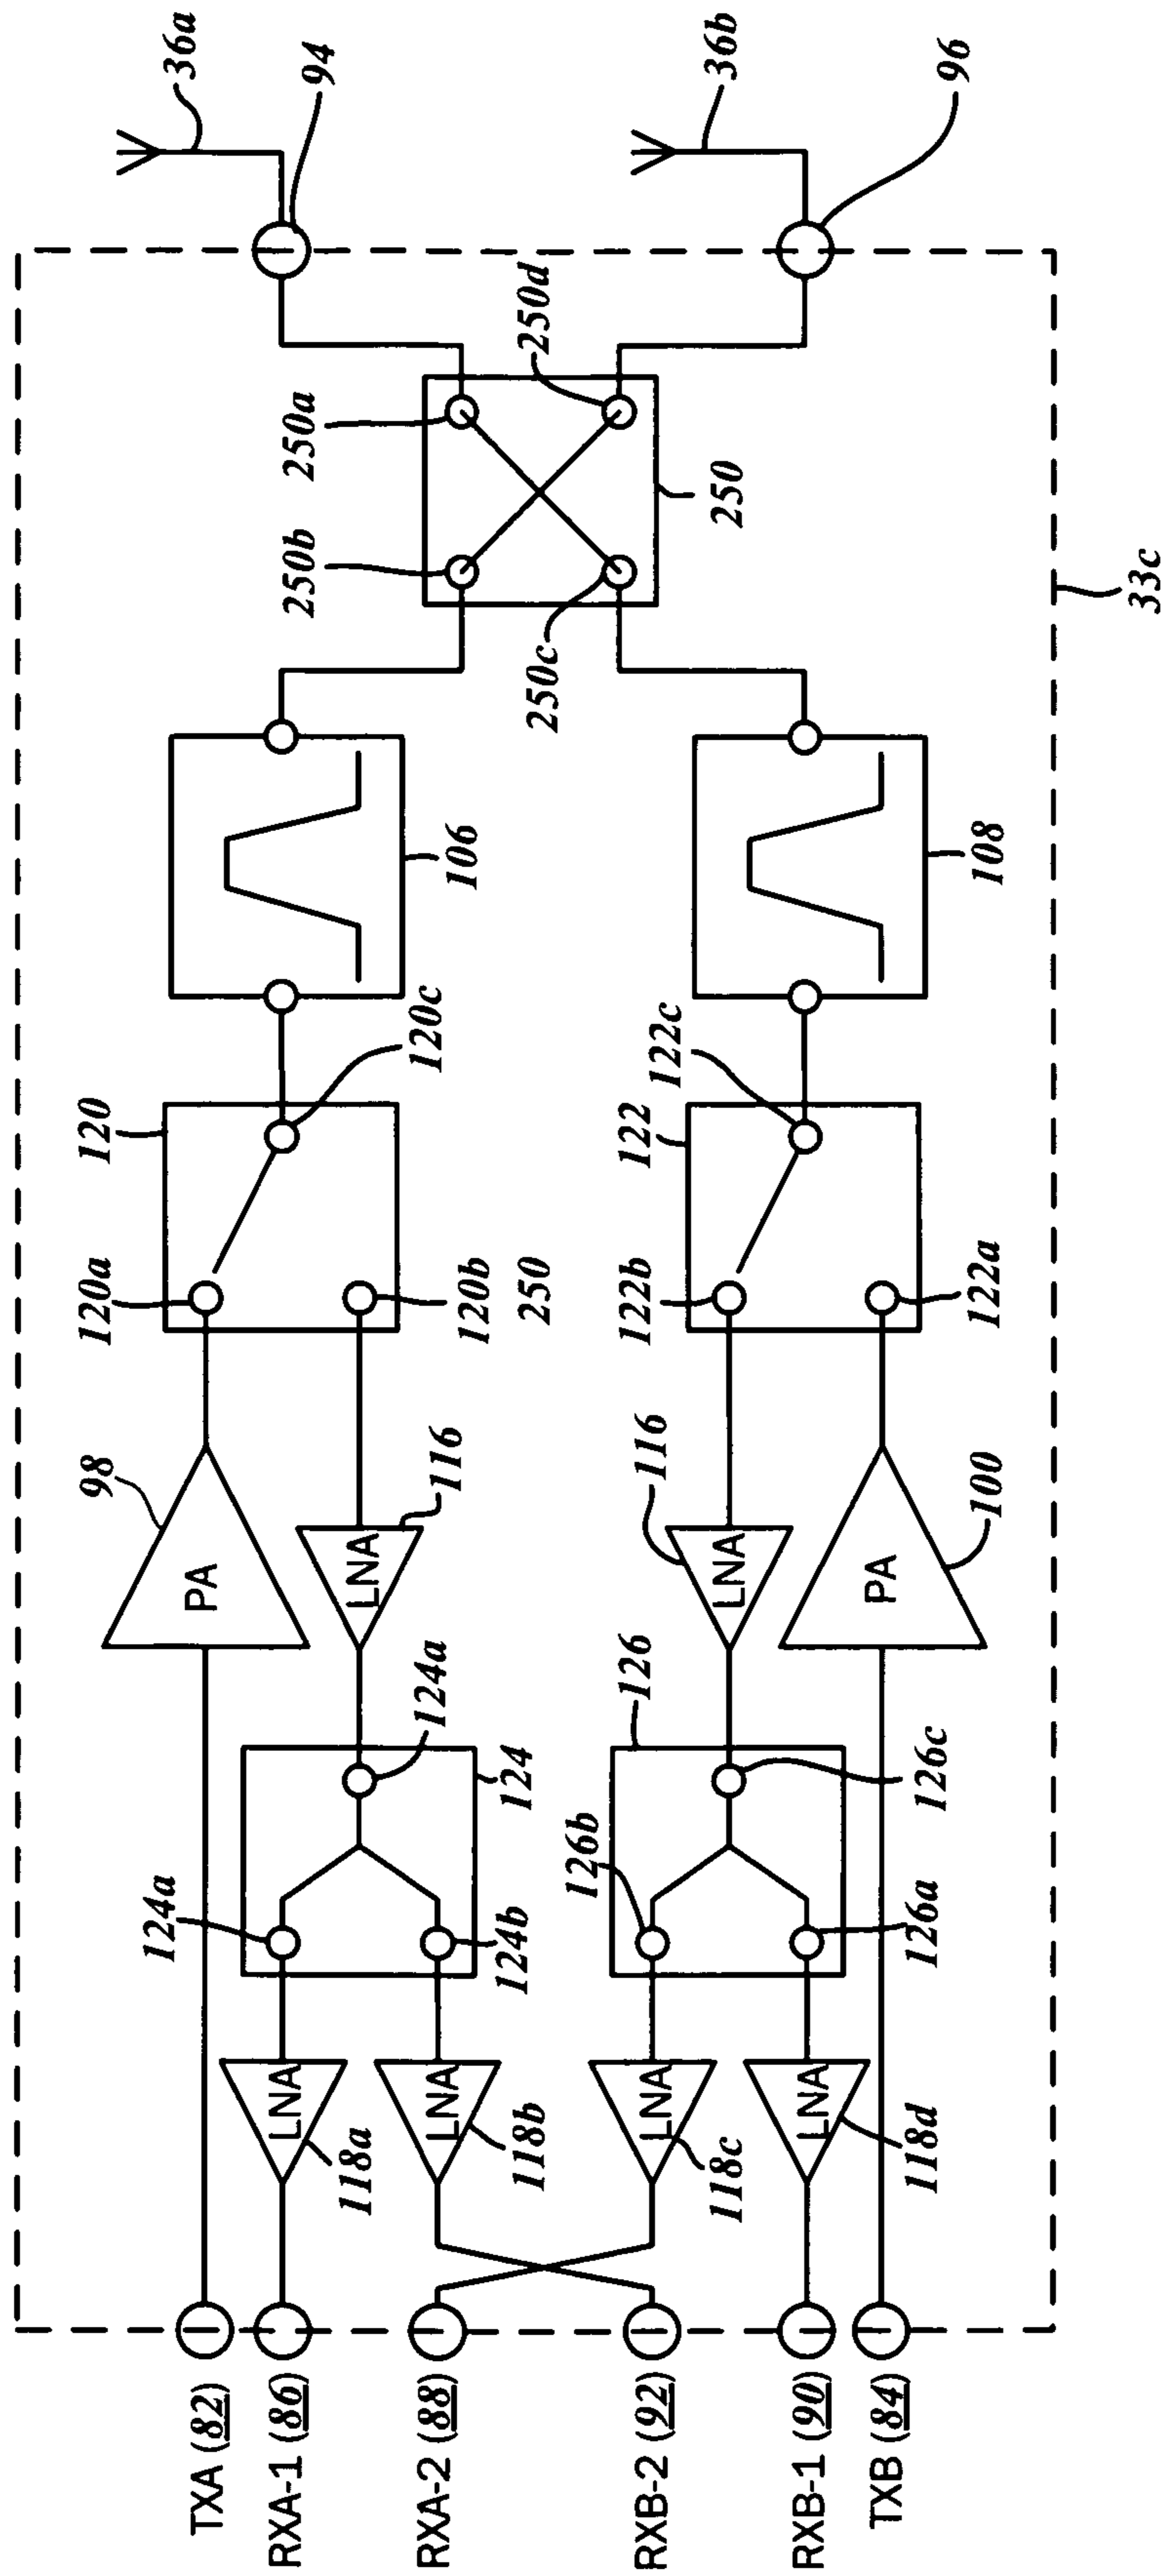 36a
94
36b
96
250a
250b
250c
250d
250
33c
106
108
120
120a
120b
120c
250
122
122a
122b
122c
98
PA
LNA
116
116
LNA
PA
100
124a
124a
124b
124
126
126b
126c
126a
LNA
118a
LNA
118b
LNA
118c
LNA
118d
TXA (82)
RXA-1 (86)
RXA-2 (88)
RXB-2 (92)
RXB-1 (90)
TXB (84)